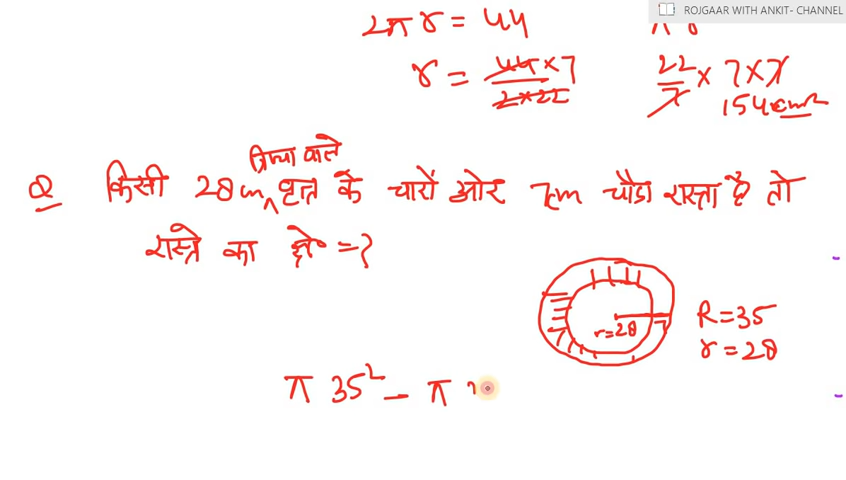 ROJGAAR WITH ANKIT- CHANNEL
2πr = 44
r = 44×7 / 2×22
22/7 × 7×7
154cm²
Q किसी 28cm त्रिज्या वाले वृत्त के चारों ओर 7cm चौडा रास्ता है तो
रास्ते का क्षे॰ = ?
r=28
7
R = 35
r = 28
π 35² – π